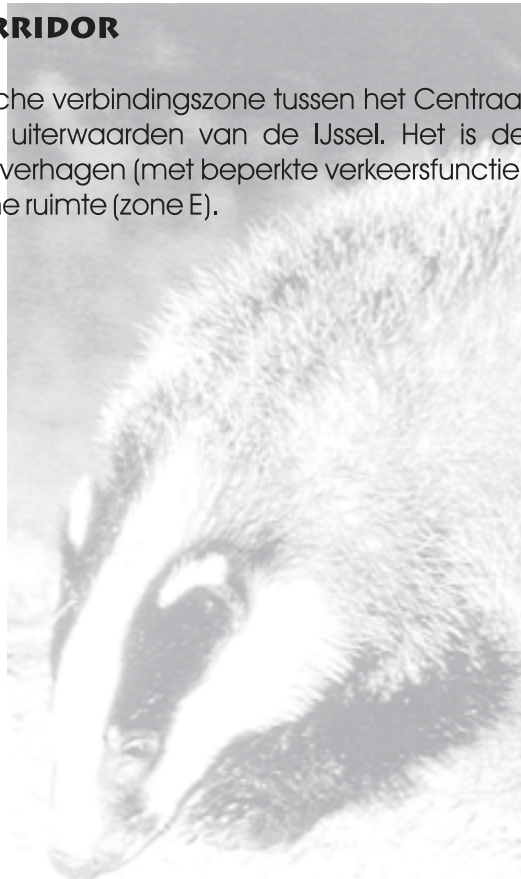 RRIDOR
che verbindingszone tussen het Centraa
uiterwaarden van de IJssel. Het is de
verhagen (met beperkte verkeersfunctie
ne ruimte (zone E).